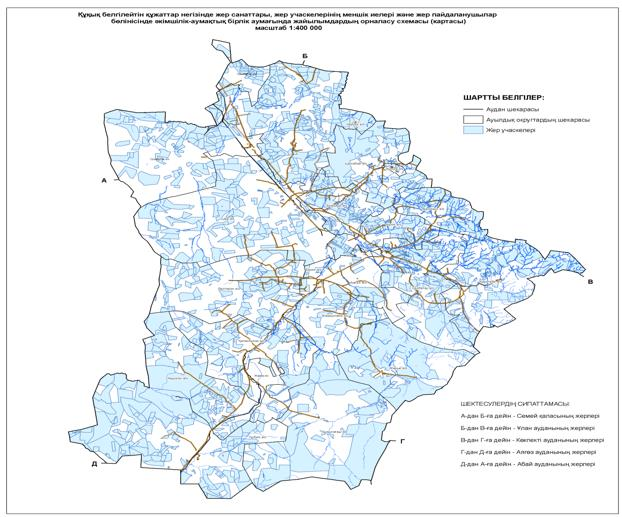 Құқық белгілейтін құжаттар негізінде жер санаттары, жер учаскелерінің меншік иелері және жер пайдаланушылар
бөлінісінде әкімшілік-аумақтық бірлік аумағында жайылымдардың орналасу схемасы (картасы)
масштаб 1:400 000
Б
ШАРТТЫ БЕЛГІЛЕР:
Аудан шекарасы
Ауылдық округтардың шекарасы
Жер учаскелері
А
В
ШЕКТЕСУЛЕРДІҢ СИПАТТАМАСЫ:
А-дан Б-ға дейін - Семей қаласының жерлері
Б-дан В-ға дейін - Ұлан ауданының жерлері
В-дан Г-ға дейін - Көкпекті ауданының жерлері
Г-дан Д-ға дейін - Аягөз ауданының жерлері
Д-дан А-ға дейін - Абай ауданының жерлері
Г
Д